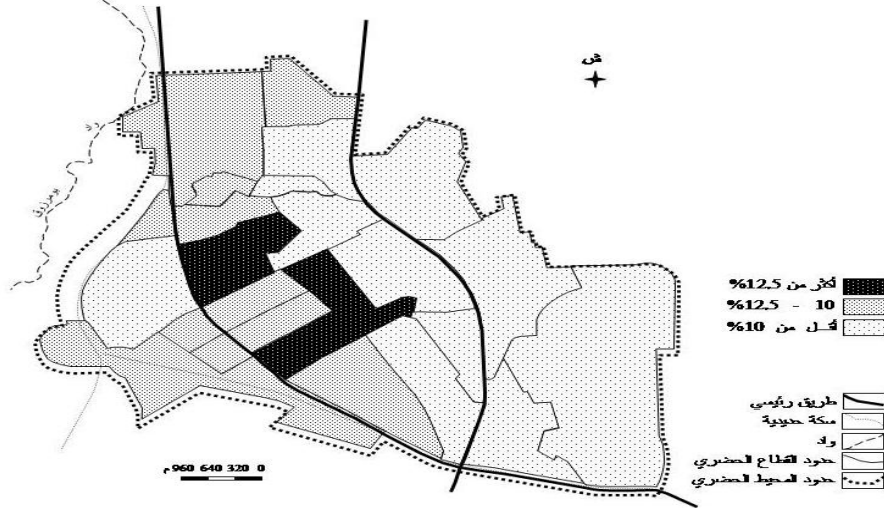 ش
واد
بومرزوق
أكثر من 12.5%
10 - 12.5%
أقل من 10%
طريق رئيسي
سكة حديدية
واد
حدود القطاع الحضري
حدود المحيط الحضري
0 320 640 960م